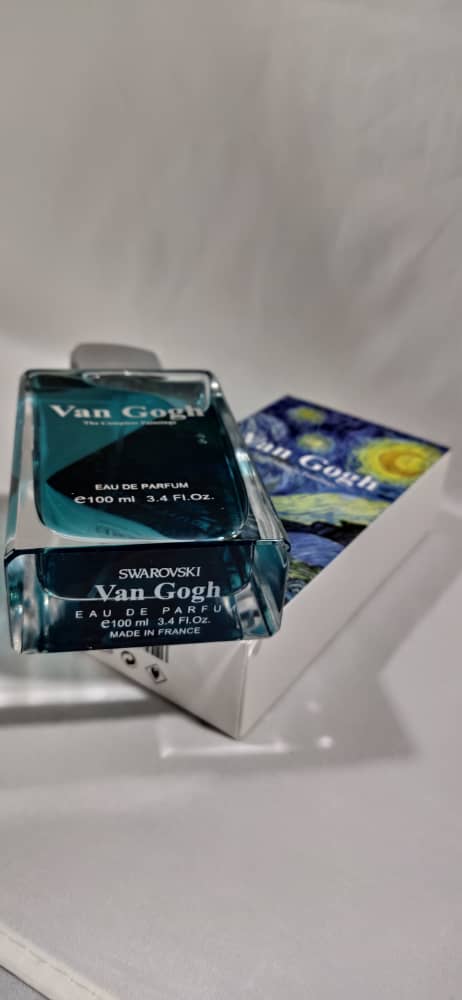 Van Gogh
The Complete Paintings
EAU DE PARFUM
℮100 ml 3.4 Fl.Oz.
SWAROVSKI
Van Gogh
EAU DE PARFU
℮100 ml 3.4 Fl.Oz.
MADE IN FRANCE
Van Gogh